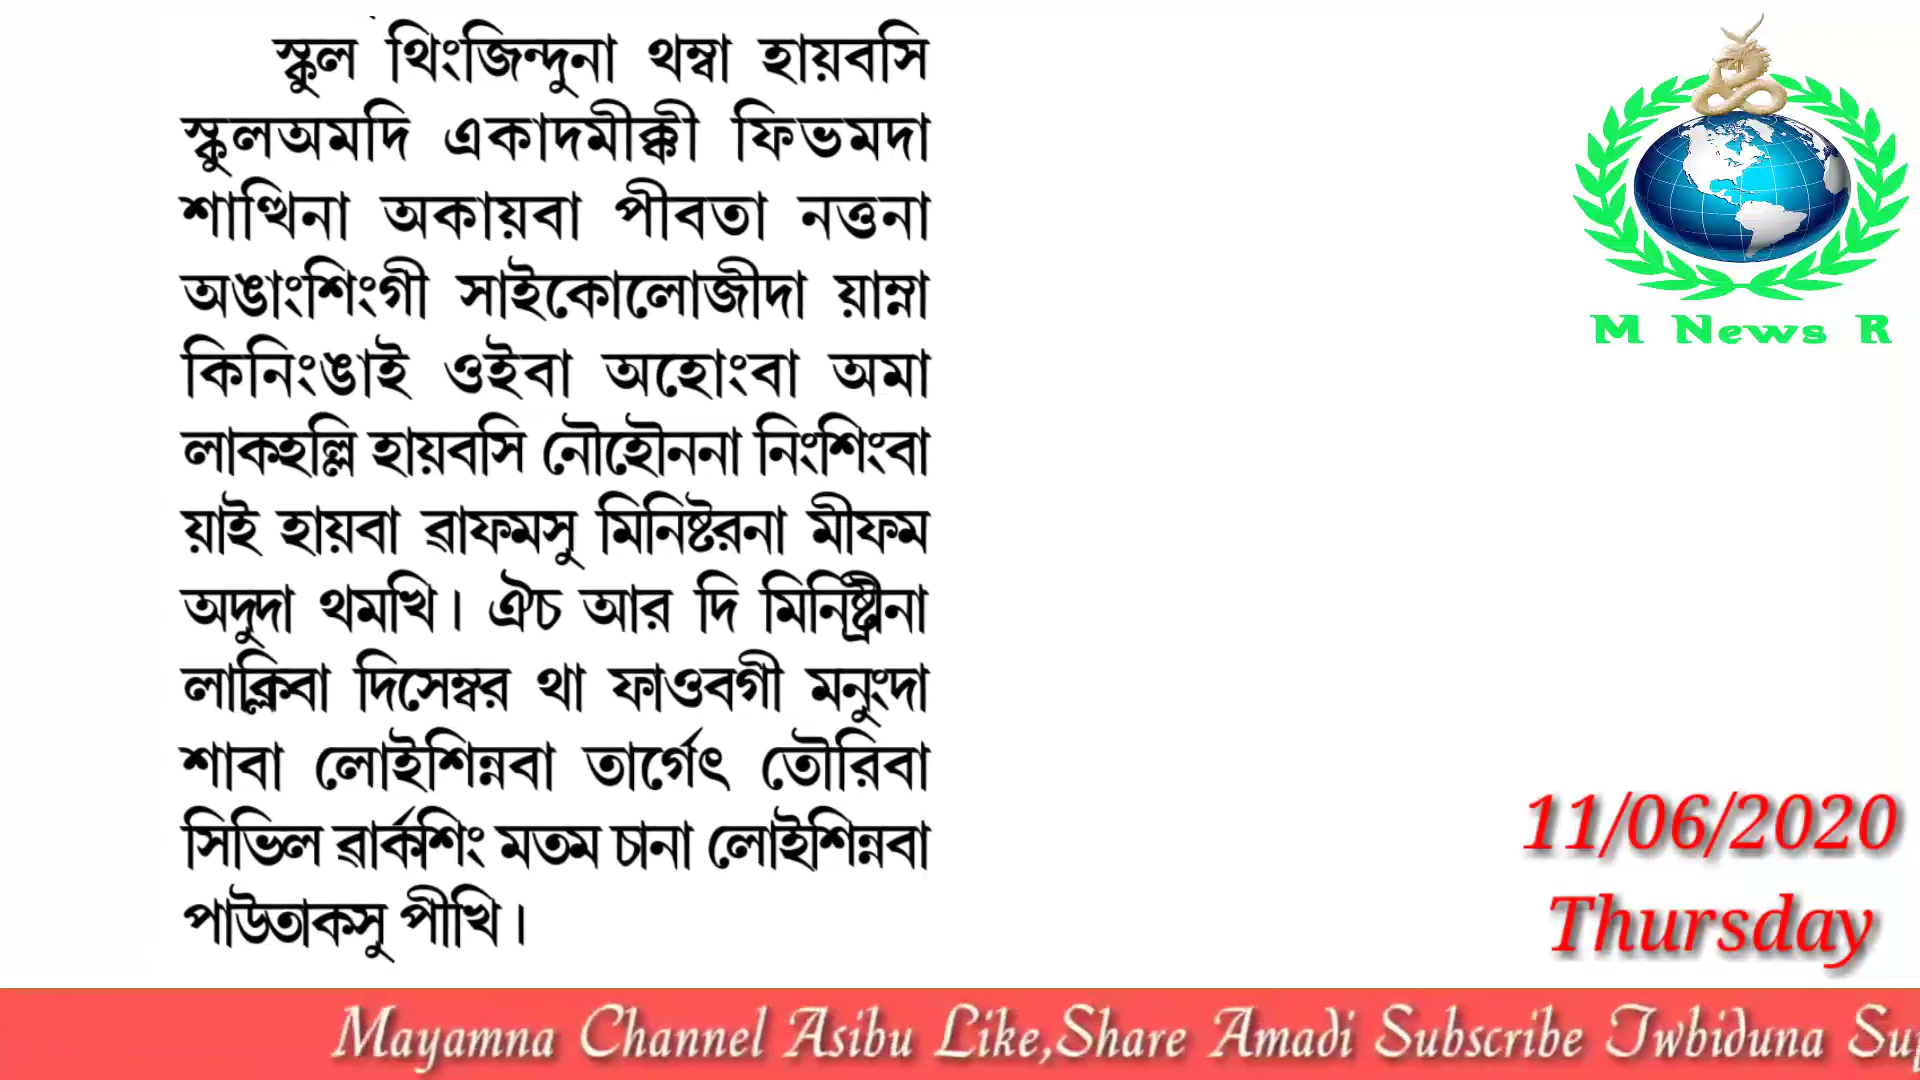 স্কুল থিংজিন্দুনা থম্বা হায়বসি
স্কুলঅমদি একাদমীক্কী ফিভমদা
শাত্থিনা অকায়বা পীবতা নত্তনা
অঙাংশিংগী সাইকোলোজীদা য়াম্না
কিনিংঙাই ওইবা অহোংবা অমা
লাকহল্লি হায়বসি নৌহৌননা নিংশিংবা
য়াই হায়বা ৱাফমসু মিনিষ্টরনা মীফম
অদুদা থমখি।  ঐচ আর দি মিনিষ্ট্রীনা
লাক্লিবা দিসেম্বর থা ফাওবগী মনুংদা
শাবা লোইশিন্নবা তার্গেৎ তৌরিবা
সিভিল ৱার্কশিং মতম চানা লোইশিন্নবা
পাউতাকসু পীখি।
M News R
11/06/2020
Thursday
Mayamna Channel Asibu Like,Share Amadi Subscribe Twbiduna Sup